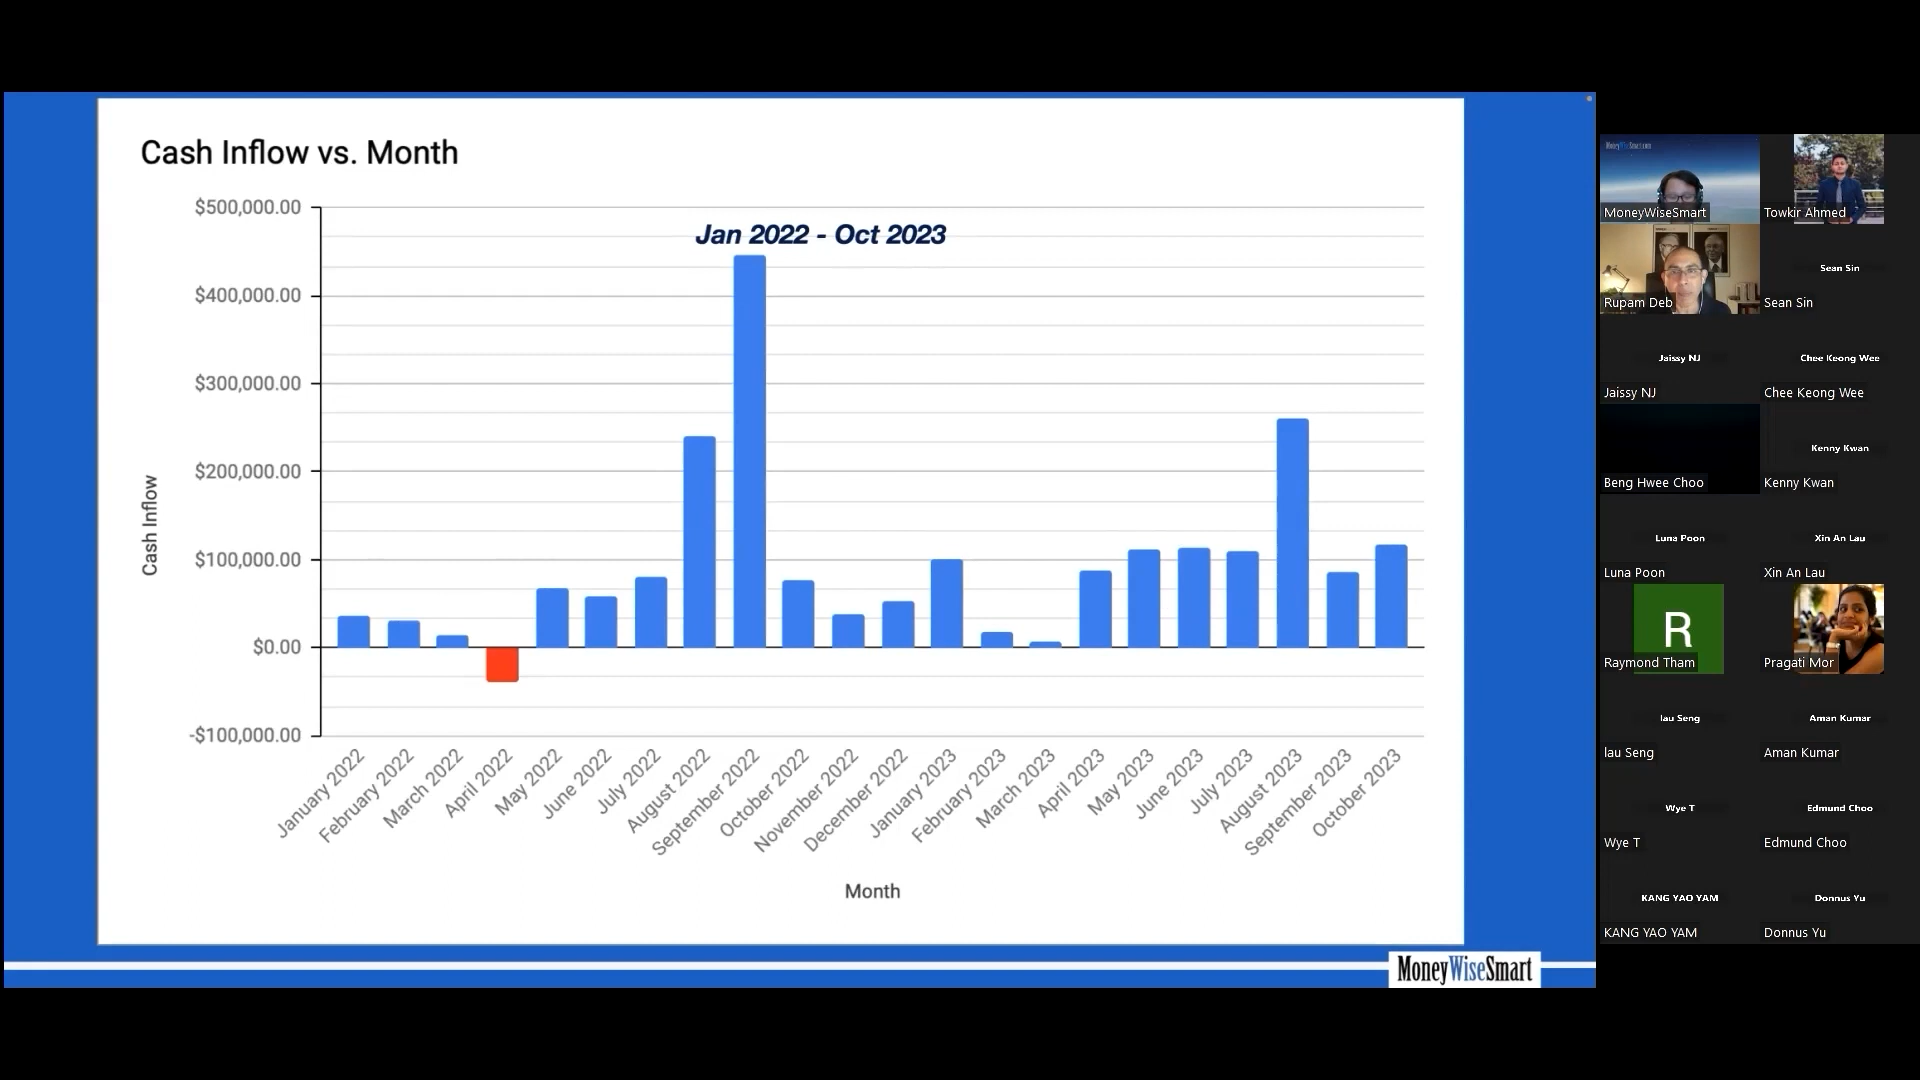 Cash Inflow vs. Month
Jan 2022 - Oct 2023
$500,000.00
$400,000.00
$300,000.00
$200,000.00
$100,000.00
$0.00
-$100,000.00
Cash Inflow
January 2022
February 2022
March 2022
April 2022
May 2022
June 2022
July 2022
August 2022
September 2022
October 2022
November 2022
December 2022
January 2023
February 2023
March 2023
April 2023
May 2023
June 2023
July 2023
August 2023
September 2023
October 2023
Month
MoneyWiseSmart
MoneyWiseSmart.com
MoneyWiseSmart
Towkir Ahmed
Rupam Deb
Sean Sin
Sean Sin
Jaissy NJ
Jaissy NJ
Chee Keong Wee
Chee Keong Wee
Beng Hwee Choo
Kenny Kwan
Kenny Kwan
Luna Poon
Luna Poon
Xin An Lau
Xin An Lau
R
Raymond Tham
Pragati Mor
lau Seng
lau Seng
Aman Kumar
Aman Kumar
Wye T
Wye T
Edmund Choo
Edmund Choo
KANG YAO YAM
KANG YAO YAM
Donnus Yu
Donnus Yu